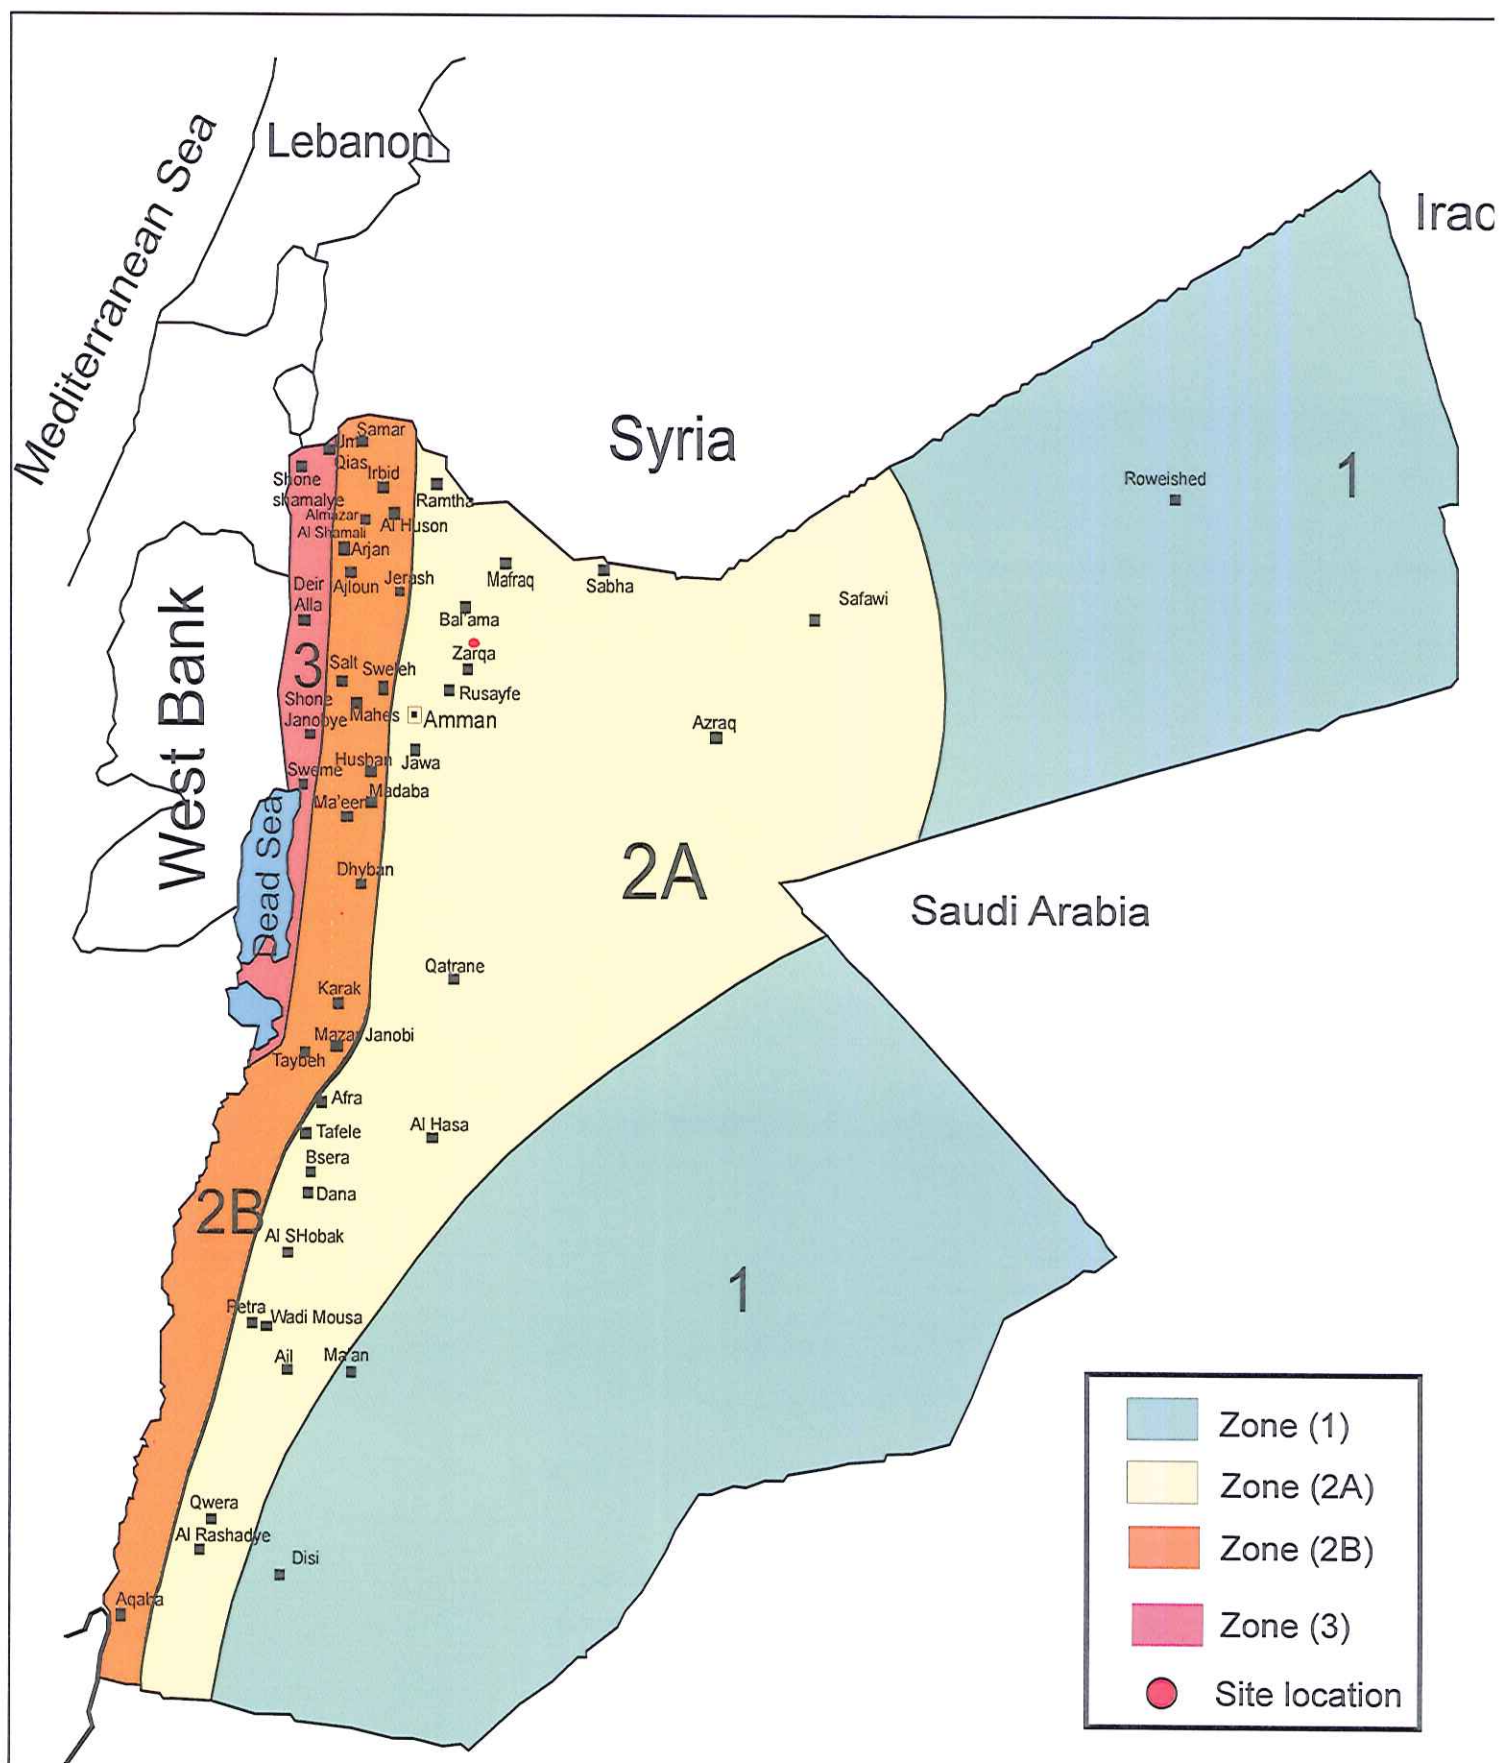 Mediterranean Sea
Lebanon
Irac
Syria
Samar
Um
Qias
Irbid
Shone
shamalye
Ramtha
Almazar
Al Shamali
Al Huson
Arjan
Ajloun
Jerash
Deir
Alla
Mafraq
Sabha
Safawi
Roweished
1
Bal'ama
Zarqa
Rusayfe
3
Salt
Sweleh
Shone
Janobye
Mahes
Amman
Azraq
West Bank
Sweme
Husban
Jawa
Ma'een
Madaba
Dead Sea
Dhyban
2A
Saudi Arabia
Qatrane
Karak
Mazar Janobi
Taybeh
Afra
Tafele
Al Hasa
Bsera
Dana
2B
Al SHobak
1
Petra
Wadi Mousa
Ail
Ma'an
Qwera
Al Rashadye
Disi
Aqaba
Zone (1)
Zone (2A)
Zone (2B)
Zone (3)
Site location